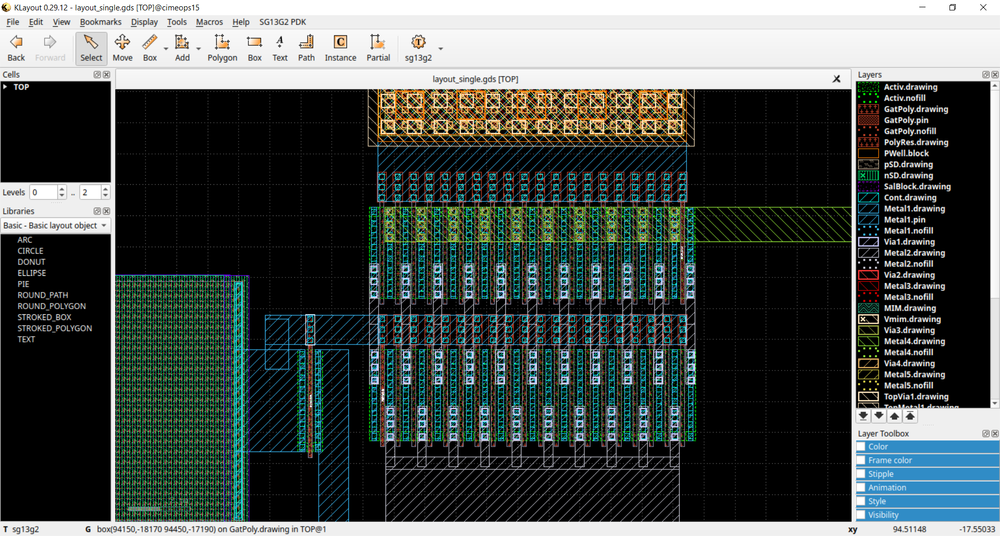 KLayout 0.29.12 - layout_single.gds [TOP]@cimeops15
File Edit View Bookmarks Display Tools Macros Help SG13G2 PDK
Back Forward Select Move Box Add Polygon Box Text Path Instance Partial sg13g2
Cells
TOP
Levels 0 .. 2
Libraries
Basic - Basic layout object
ARC
CIRCLE
DONUT
ELLIPSE
PIE
ROUND_PATH
ROUND_POLYGON
STROKED_BOX
STROKED_POLYGON
TEXT
layout_single.gds [TOP]
Layers
Activ.drawing
Activ.nofill
GatPoly.drawing
GatPoly.pin
GatPoly.nofill
PolyRes.drawing
PWell.block
pSD.drawing
nSD.drawing
SalBlock.drawing
Cont.drawing
Metal1.drawing
Metal1.pin
Metal1.nofill
Via1.drawing
Metal2.drawing
Metal2.nofill
Via2.drawing
Metal3.drawing
Metal3.nofill
MIM.drawing
Vmim.drawing
Via3.drawing
Metal4.drawing
Metal4.nofill
Via4.drawing
Metal5.drawing
Metal5.nofill
TopVia1.drawing
TopMetal1.drawing
Layer Toolbox
Color
Frame color
Stipple
Animation
Style
Visibility
T sg13g2 G box(94150,-18170 94450,-17190) on GatPoly.drawing in TOP@1 xy 94.51148 -17.55033